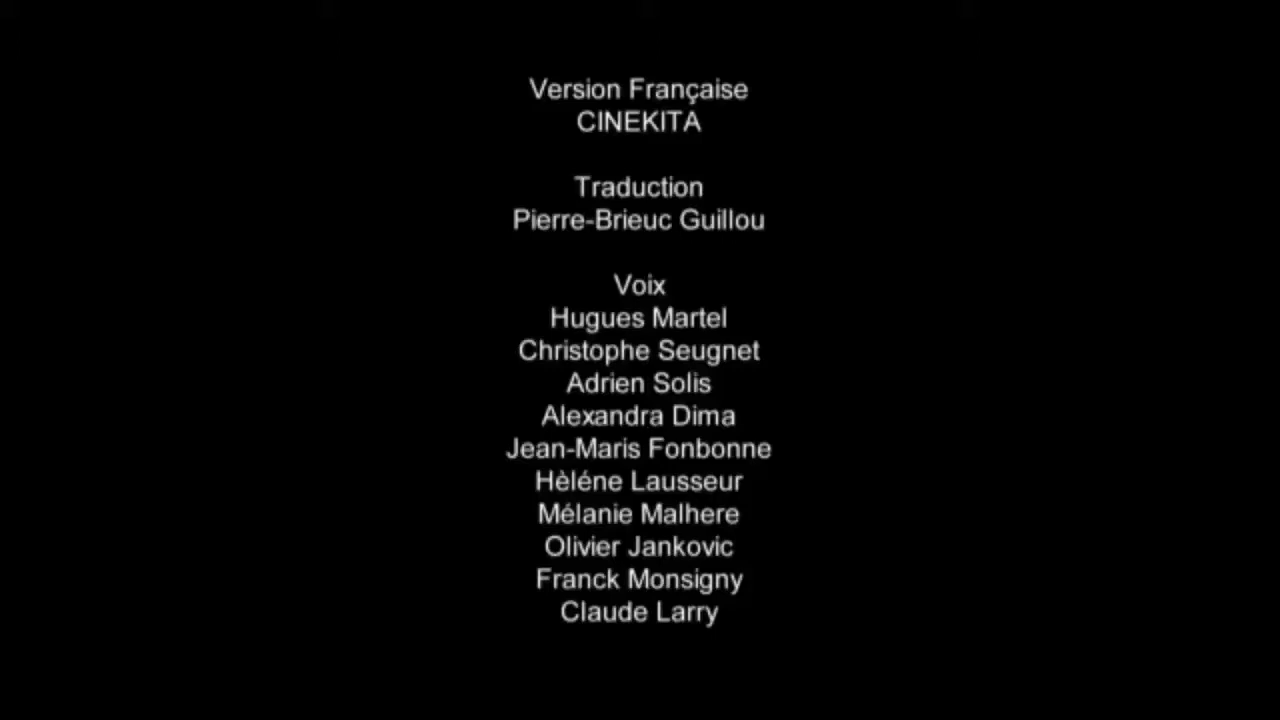 Version Française
CINEKITA
Traduction
Pierre-Brieuc Guillou
Voix
Hugues Martel
Christophe Seugnet
Adrien Solis
Alexandra Dima
Jean-Maris Fonbonne
Hèléne Lausseur
Mélanie Malhere
Olivier Jankovic
Franck Monsigny
Claude Larry